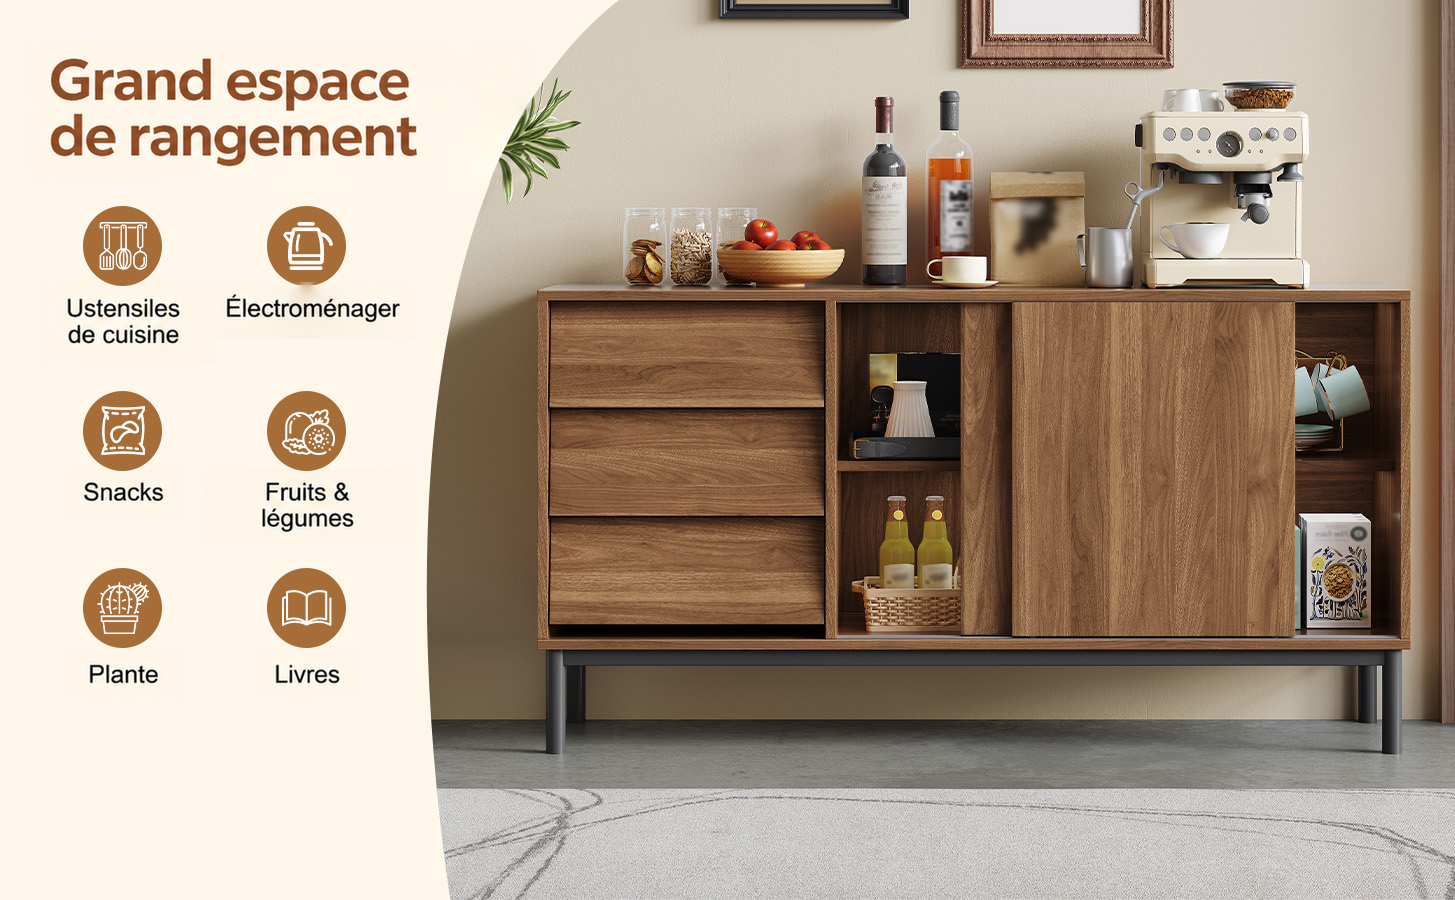 Grand espace
de rangement
Ustensiles
de cuisine
Électroménager
Snacks
Fruits &
légumes
Plante
Livres